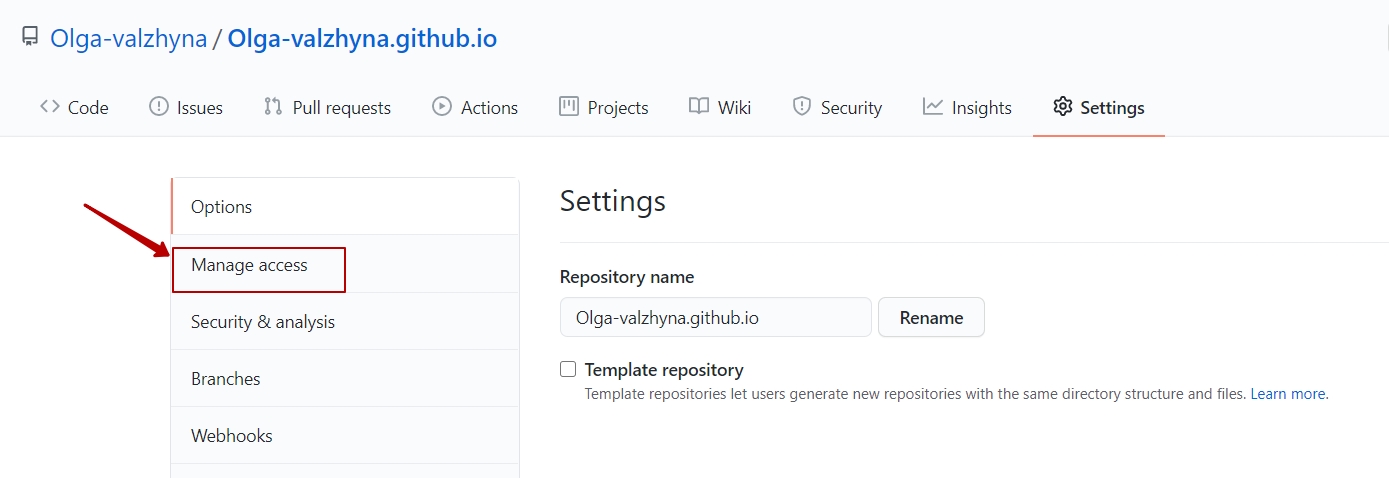 Olga-valzhyna / Olga-valzhyna.github.io
Code Issues Pull requests Actions Projects Wiki Security Insights Settings
Options
Manage access
Security & analysis
Branches
Webhooks
Settings
Repository name
Olga-valzhyna.github.io Rename
Template repository
Template repositories let users generate new repositories with the same directory structure and files. Learn more.